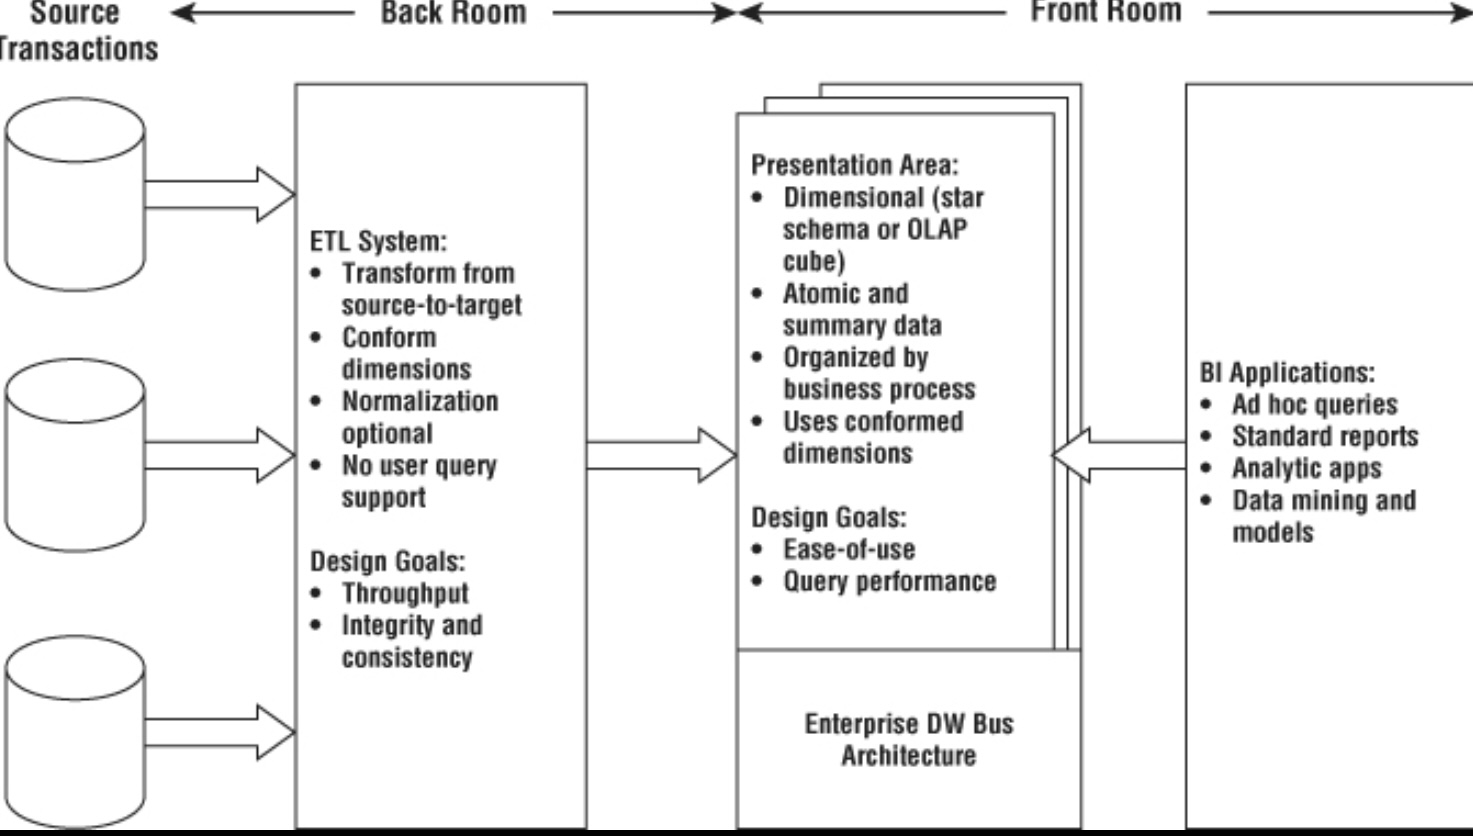 Source
Transactions
Back Room
Front Room
ETL System:
• Transform from
source-to-target
• Conform
dimensions
• Normalization
optional
• No user query
support
Design Goals:
• Throughput
• Integrity and
consistency
Presentation Area:
• Dimensional (star
schema or OLAP
cube)
• Atomic and
summary data
• Organized by
business process
• Uses conformed
dimensions
Design Goals:
• Ease-of-use
• Query performance
Enterprise DW Bus
Architecture
BI Applications:
• Ad hoc queries
• Standard reports
• Analytic apps
• Data mining and
models